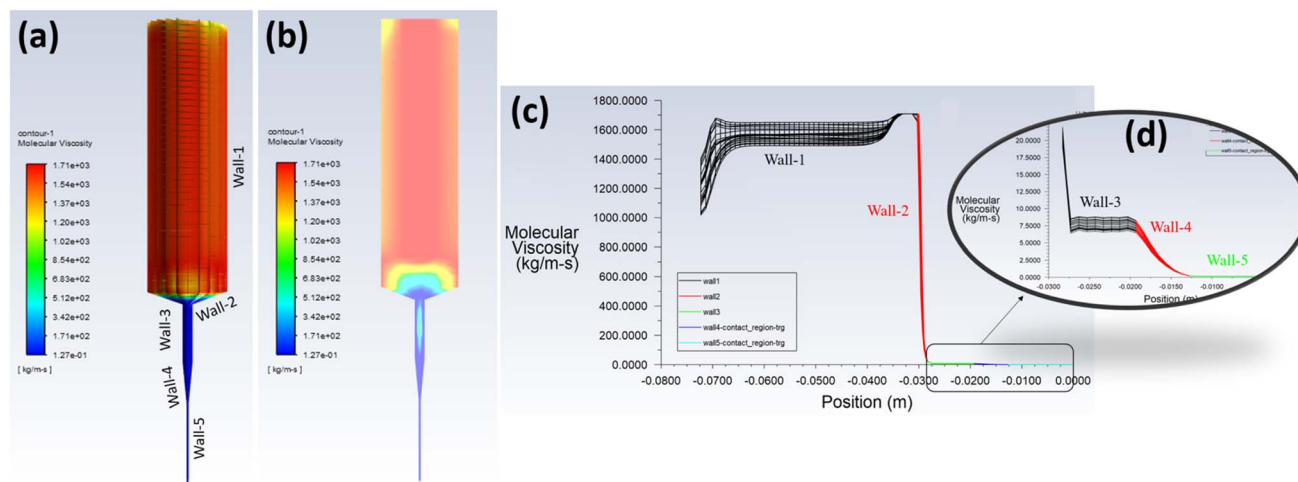 (a)
contour-1
Molecular Viscosity
1.71e+03
1.54e+03
1.37e+03
1.20e+03
1.03e+03
8.54e+02
6.83e+02
5.12e+02
3.42e+02
1.71e+02
1.27e-01
[ kg/m-s ]
Wall-1
Wall-2
Wall-3
Wall-4
Wall-5
(b)
contour-1
Molecular Viscosity
1.71e+03
1.54e+03
1.37e+03
1.20e+03
1.03e+03
8.54e+02
6.83e+02
5.12e+02
3.42e+02
1.71e+02
1.27e-01
[ kg/m-s ]
(c)
1800.0000
1600.0000
1400.0000
1200.0000
1000.0000
800.0000
600.0000
400.0000
200.0000
0.0000
Molecular
Viscosity
(kg/m-s)
Wall-1
Wall-2
wall1
wall2
wall3
wall4-contact_region-trg
wall5-contact_region-trg
-0.0800 -0.0700 -0.0600 -0.0500 -0.0400 -0.0300 -0.0200 -0.0100 0.0000
Position (m)
(d)
20.0000
17.5000
15.0000
12.5000
10.0000
7.5000
5.0000
2.5000
0.0000
Molecular
Viscosity
(kg/m-s)
Wall-3
Wall-4
Wall-5
-0.0300 -0.0250 -0.0200 -0.0150 -0.0100
Position (m)